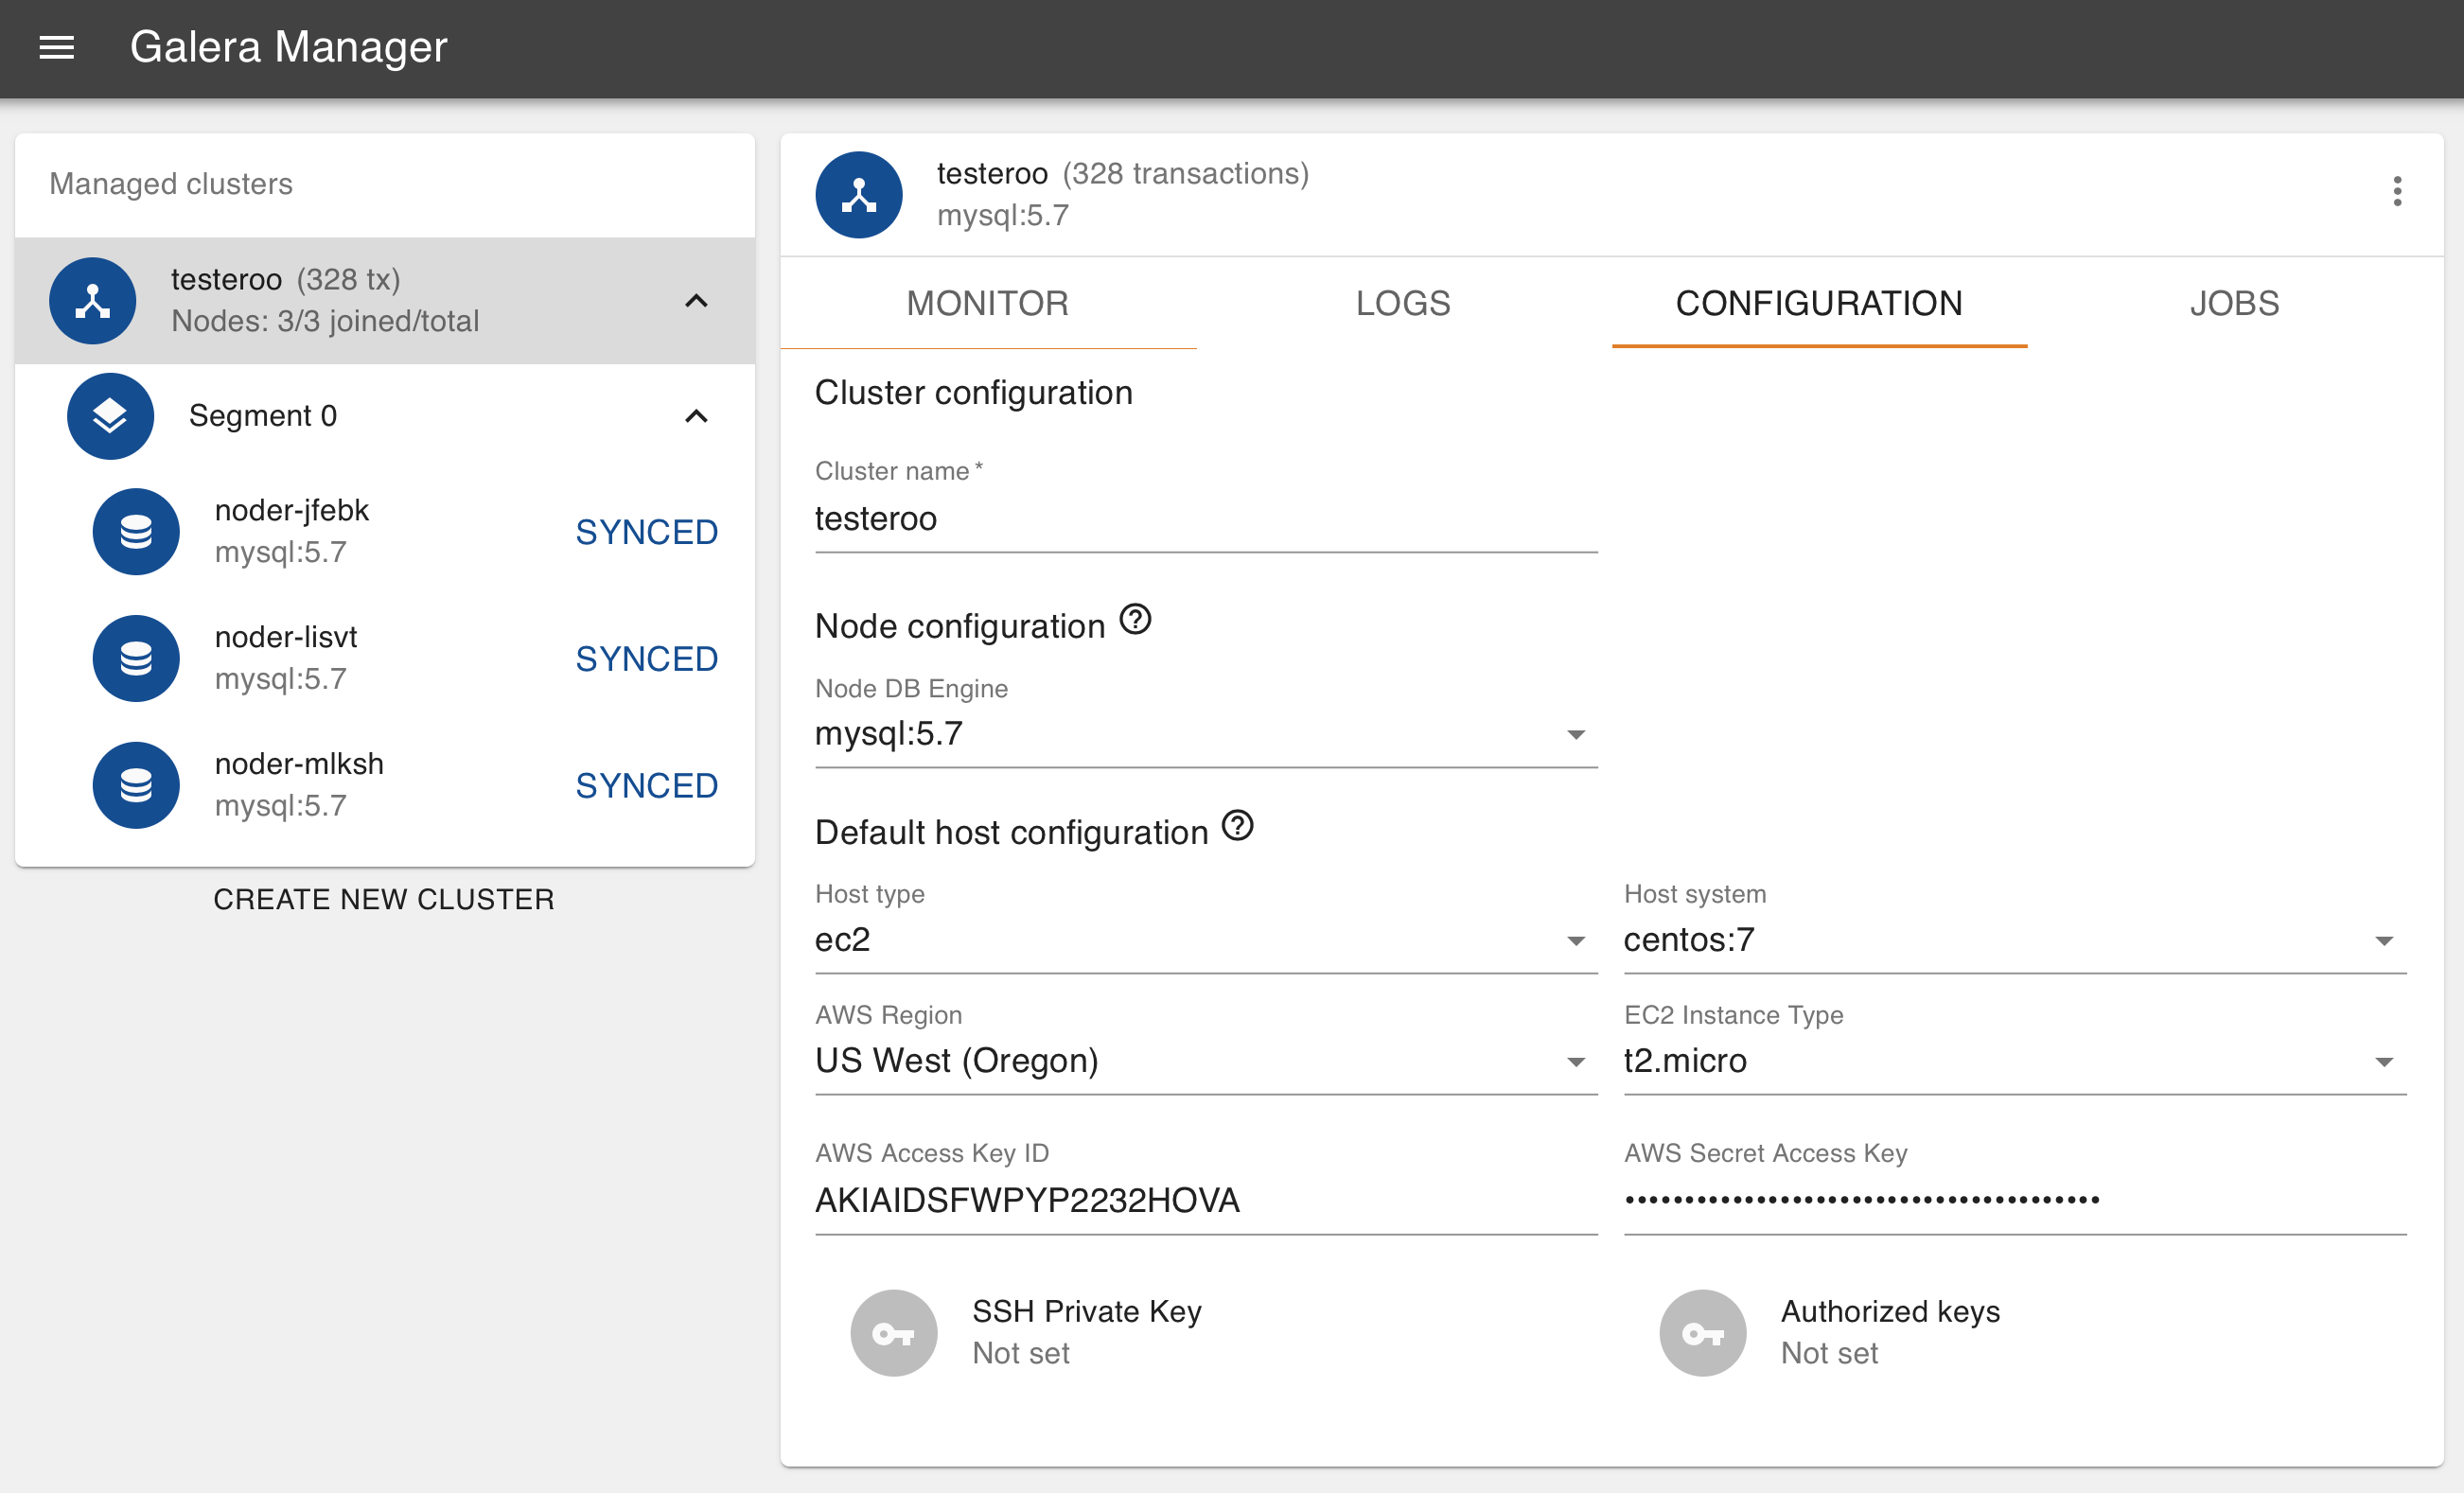 Galera Manager
Managed clusters
testeroo (328 tx)
Nodes: 3/3 joined/total
Segment 0
noder-jfebk
mysql:5.7
SYNCED
noder-lisvt
mysql:5.7
SYNCED
noder-mlksh
mysql:5.7
SYNCED
CREATE NEW CLUSTER
testeroo (328 transactions)
mysql:5.7
MONITOR LOGS CONFIGURATION JOBS
Cluster configuration
Cluster name *
testeroo
Node configuration ?
Node DB Engine
mysql:5.7
Default host configuration ?
Host type
ec2
Host system
centos:7
AWS Region
US West (Oregon)
EC2 Instance Type
t2.micro
AWS Access Key ID
AKIAIDSFWPYP2232HOVA
AWS Secret Access Key
••••••••••••••••••••••••••••••••••••••••
SSH Private Key
Not set
Authorized keys
Not set